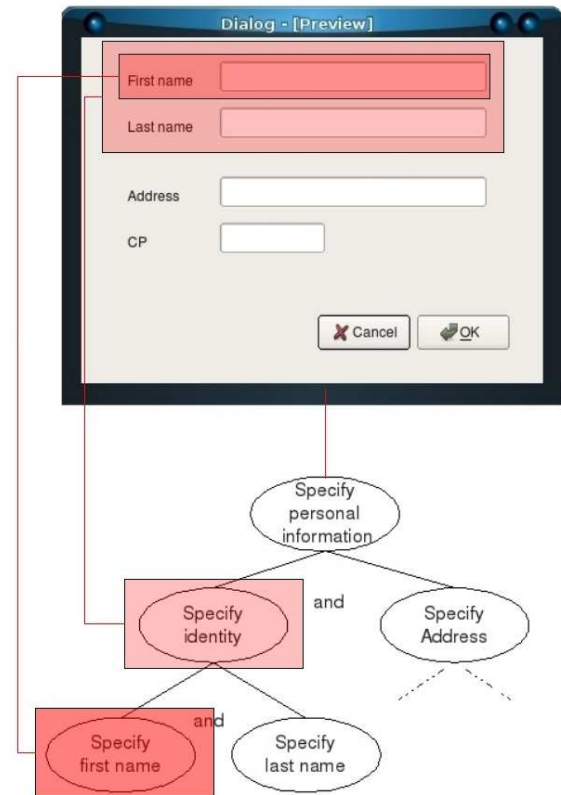 Dialog - [Preview]
First name
Last name
Address
CP
Cancel
OK
Specify
personal
information
and
Specify
identity
Specify
Address
and
Specify
first name
Specify
last name